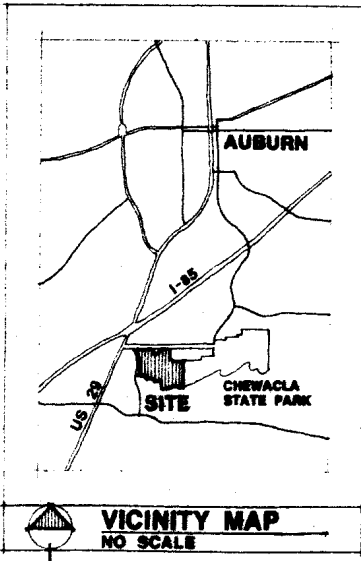 AUBURN
I-85
US 29
SITE
CHEWACLA
STATE PARK
VICINITY MAP
NO SCALE